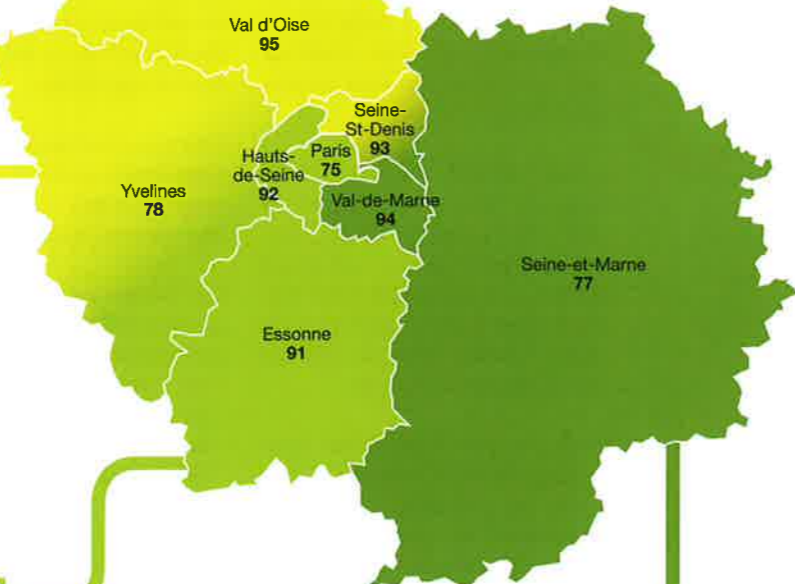 Val d'Oise
95
Seine-
St-Denis
93
Hauts-
de-Seine
92
Paris
75
Yvelines
78
Val-de-Marne
94
Seine-et-Marne
77
Essonne
91